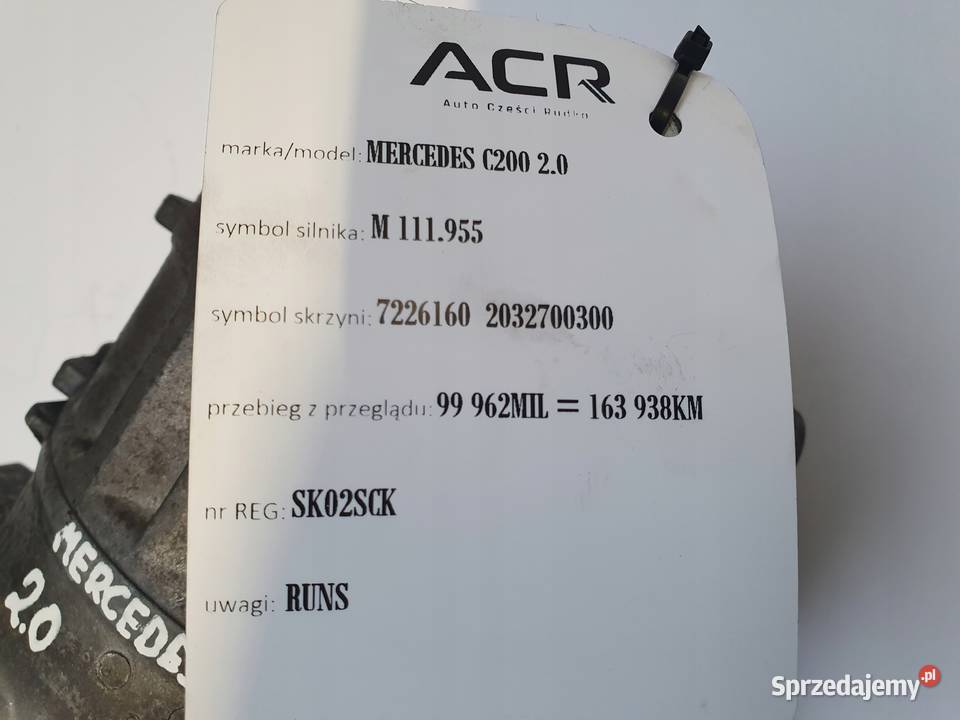 ACR
Auto Części Rudko
marka/model: MERCEDES C200 2.0
symbol silnika: M 111.955
symbol skrzyni: 7226160 2032700300
przebieg z przeglądu: 99 962MIL = 163 938KM
nr REG: SK02SCK
uwagi: RUNS
MERCEDES
2.0
Sprzedajemy.pl